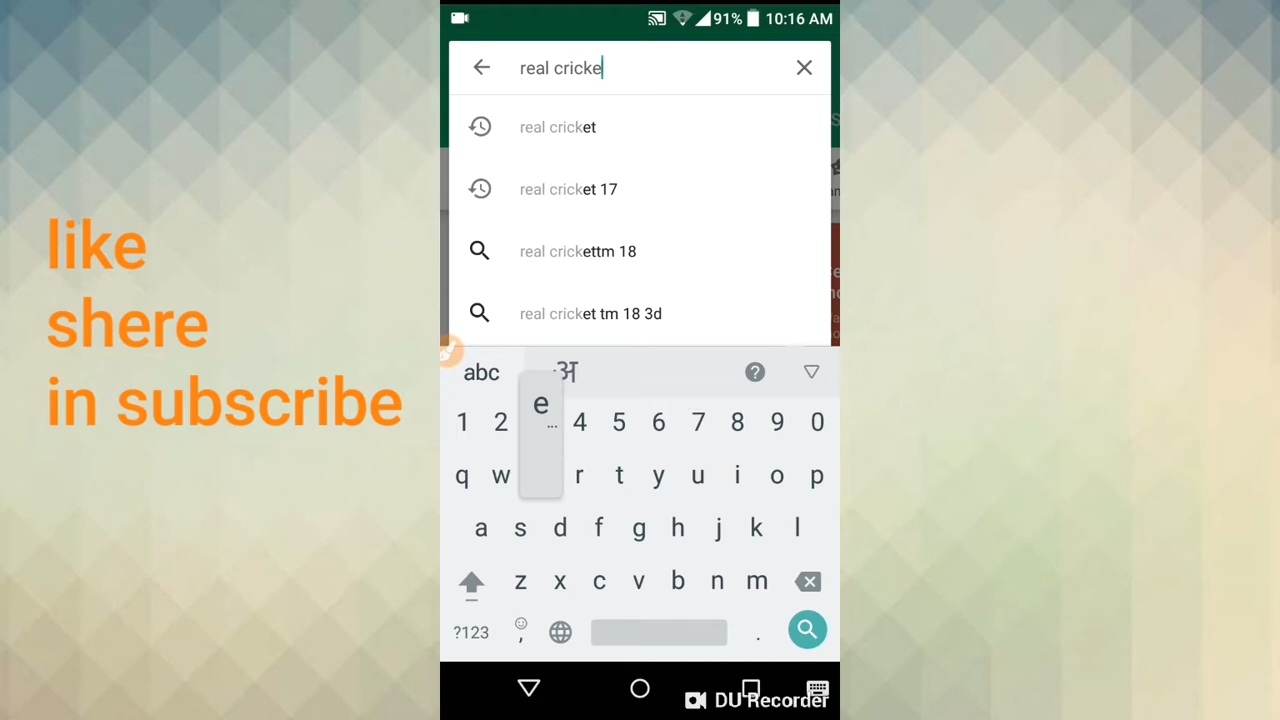 91% 10:16 AM
real cricke
real cricket
real cricket 17
real crickettm 18
real cricket tm 18 3d
like
shere
in subscribe
abc अ
e
...
1 2 4 5 6 7 8 9 0
q w r t y u i o p
a s d f g h j k l
z x c v b n m
?123 , .
DU Recorder